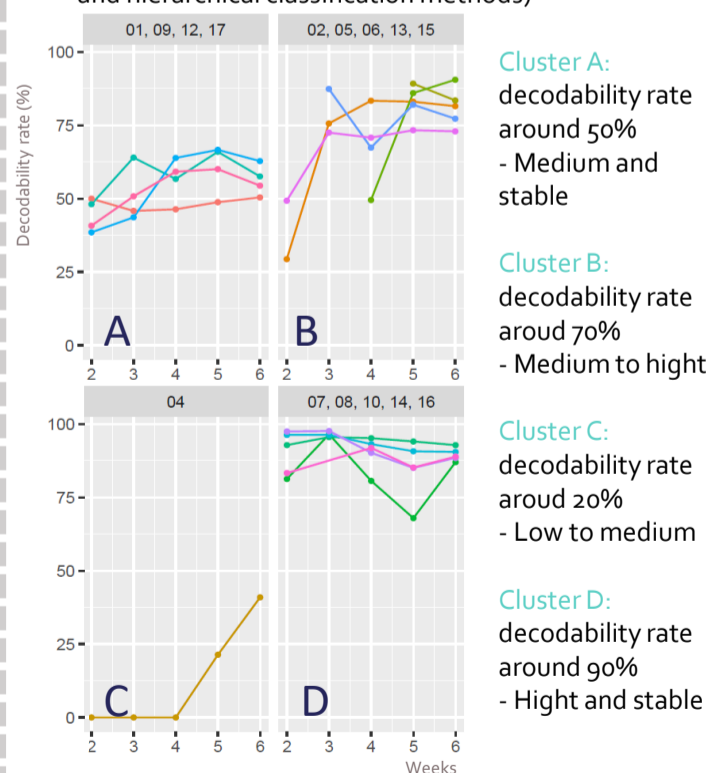 and hierarchical classification methods)
01, 09, 12, 17
02, 05, 06, 13, 15
Decodability rate (%)
100
75
50
25
0
A
B
2 3 4 5 6
2 3 4 5 6
04
07, 08, 10, 14, 16
100
75
50
25
0
C
D
2 3 4 5 6
2 3 4 5 6
Weeks
Cluster A:
decodability rate
around 50%
- Medium and
stable
Cluster B:
decodability rate
aroud 70%
- Medium to hight
Cluster C:
decodability rate
aroud 20%
- Low to medium
Cluster D:
decodability rate
around 90%
- Hight and stable